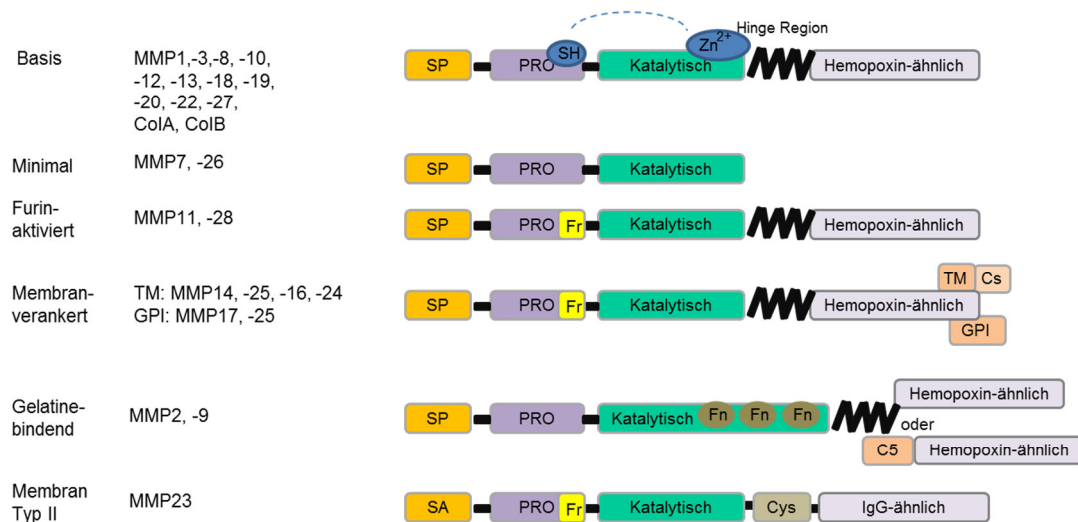 Basis
MMP1,-3,-8, -10,
-12, -13, -18, -19,
-20, -22, -27,
ColA, ColB
SP
PRO
SH
Katalytisch
Zn2+
Hinge Region
Hemopoxin-ähnlich
Minimal
MMP7, -26
SP
PRO
Katalytisch
Furin-
aktiviert
MMP11, -28
SP
PRO
Fr
Katalytisch
Hemopoxin-ähnlich
Membran-
verankert
TM: MMP14, -25, -16, -24
GPI: MMP17, -25
SP
PRO
Fr
Katalytisch
Hemopoxin-ähnlich
TM
Cs
GPI
Gelatine-
bindend
MMP2, -9
SP
PRO
Katalytisch
Fn
Fn
Fn
Hemopoxin-ähnlich
oder
C5
Hemopoxin-ähnlich
Membran
Typ II
MMP23
SA
PRO
Fr
Katalytisch
Cys
IgG-ähnlich